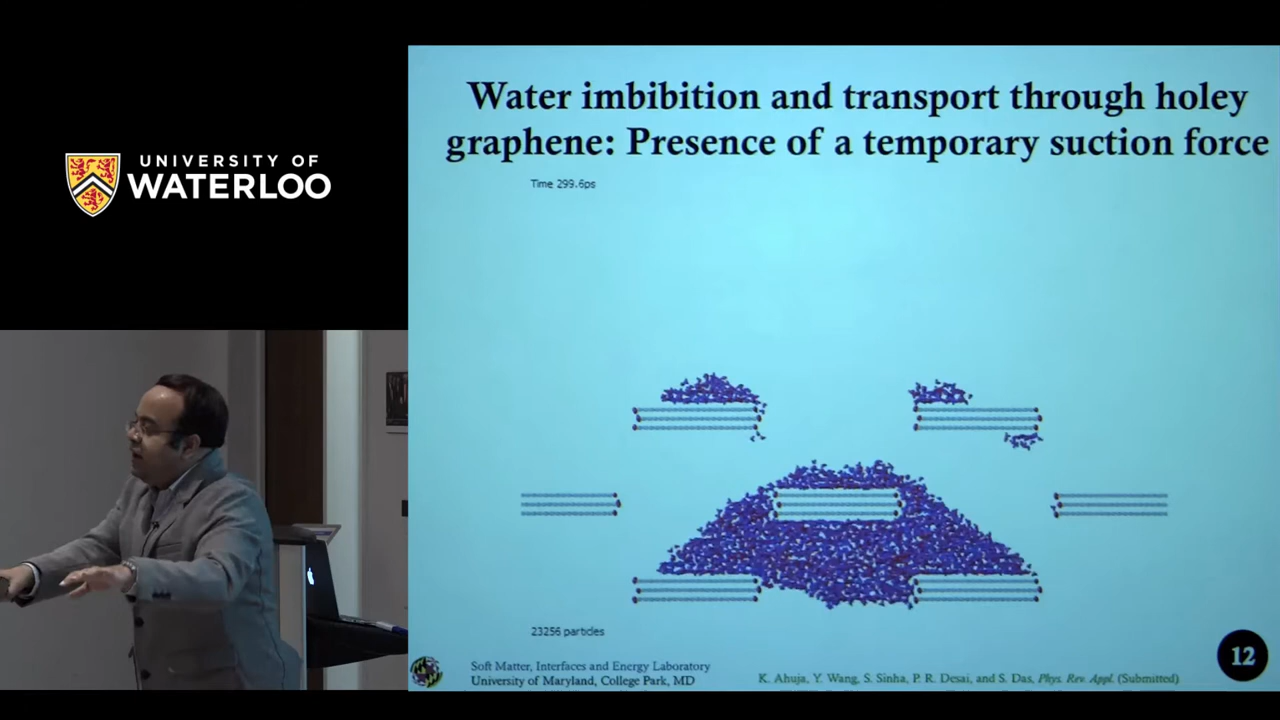 UNIVERSITY OF
WATERLOO
Water imbibition and transport through holey
graphene: Presence of a temporary suction force
Time 299.6ps
23256 particles
Soft Matter, Interfaces and Energy Laboratory
University of Maryland, College Park, MD
K. Ahuja, Y. Wang, S. Sinha, P. R. Desai, and S. Das, Phys. Rev. Appl. (Submitted)
12